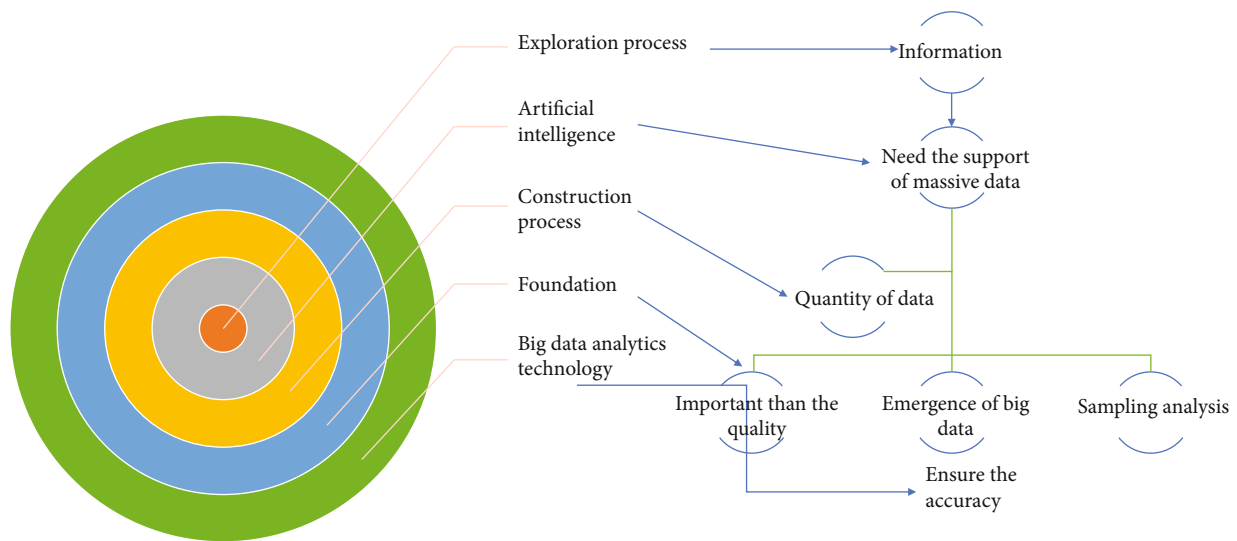 Exploration process
Information
Artificial
intelligence
Need the support
of massive data
Construction
process
Foundation
Quantity of data
Big data analytics
technology
Important than the
quality
Emergence of big
data
Sampling analysis
Ensure the
accuracy